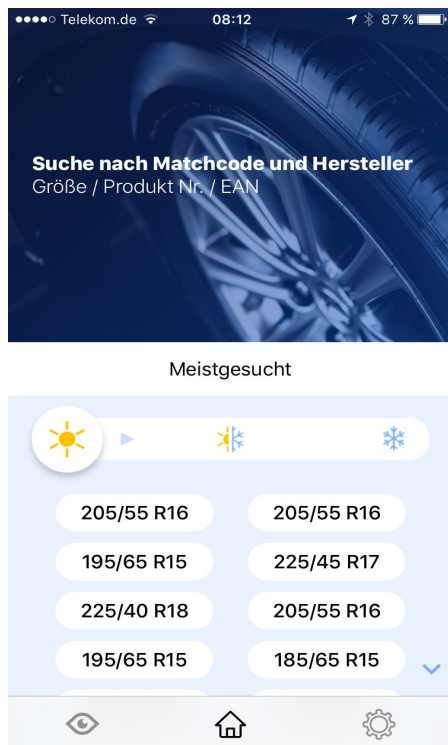 Telekom.de 08:12 87 %
Suche nach Matchcode und Hersteller
Größe / Produkt Nr. / EAN
Meistgesucht
205/55 R16 205/55 R16
195/65 R15 225/45 R17
225/40 R18 205/55 R16
195/65 R15 185/65 R15